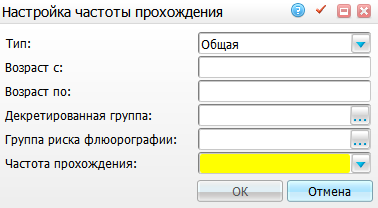 Настройка частоты прохождения
Тип: Общая
Возраст с:
Возраст по:
Декретированная группа: ...
Группа риска флюорографии: ...
Частота прохождения:
ОК Отмена